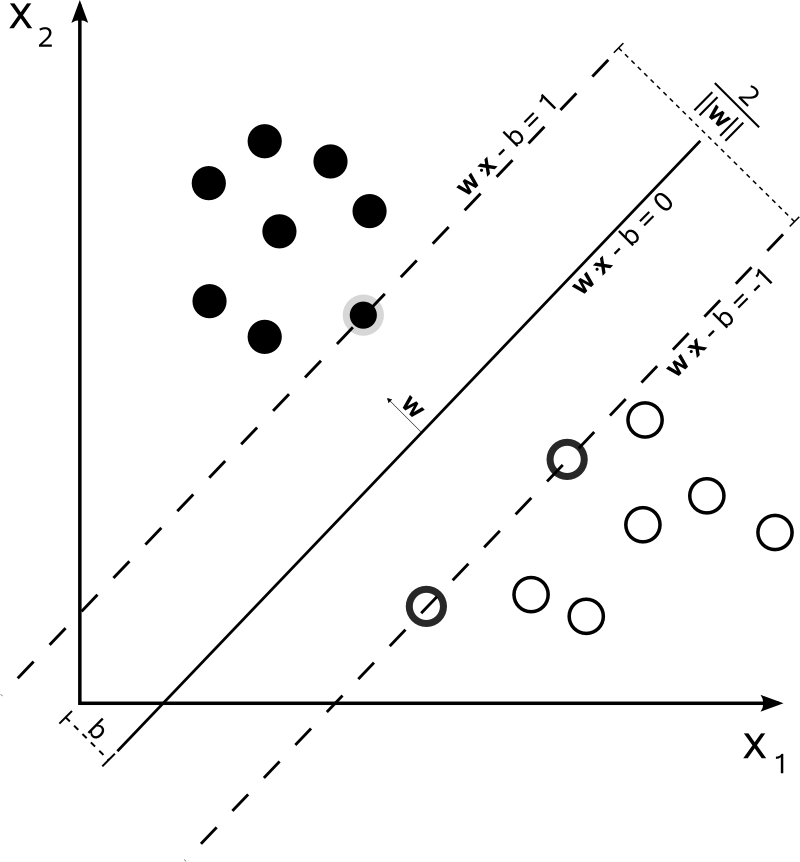 X2
w·x - b = 1
2
||w||
w·x - b = 0
w·x - b = -1
w
b
X1